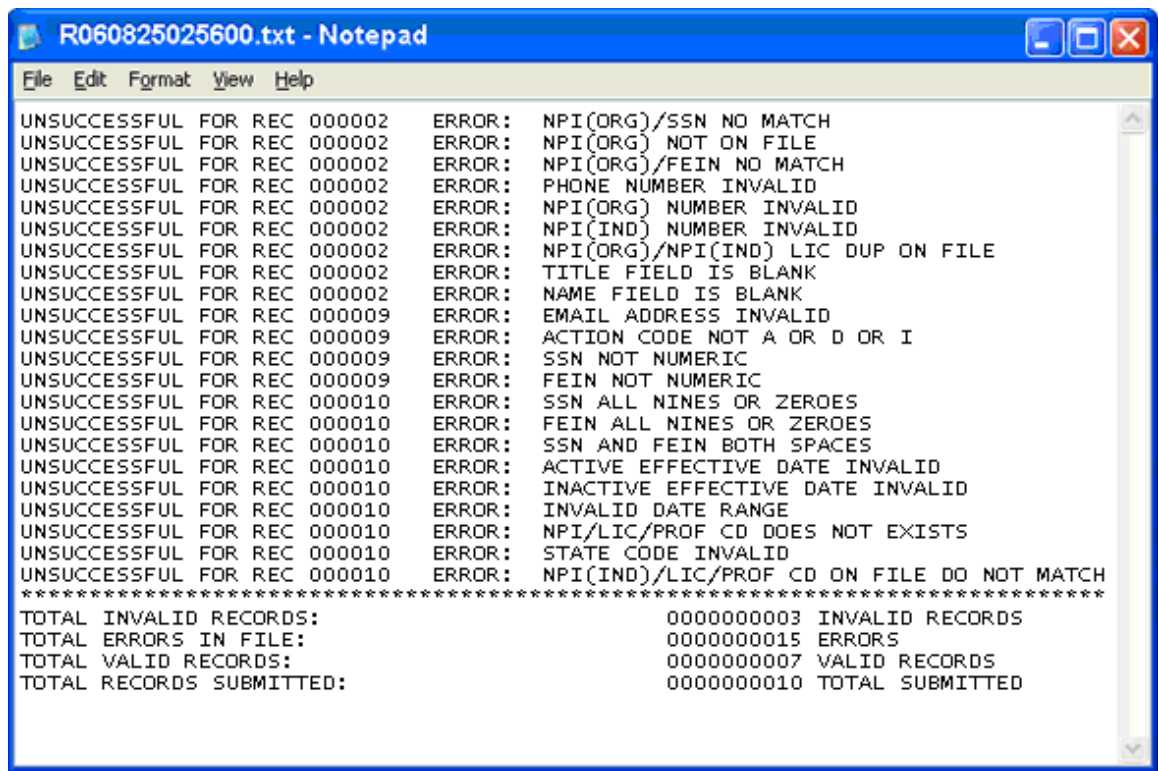 R060825025600.txt - Notepad
File Edit Format View Help
UNSUCCESSFUL FOR REC 000002 ERROR: NPI(ORG)/SSN NO MATCH
UNSUCCESSFUL FOR REC 000002 ERROR: NPI(ORG) NOT ON FILE
UNSUCCESSFUL FOR REC 000002 ERROR: NPI(ORG)/FEIN NO MATCH
UNSUCCESSFUL FOR REC 000002 ERROR: PHONE NUMBER INVALID
UNSUCCESSFUL FOR REC 000002 ERROR: NPI(ORG) NUMBER INVALID
UNSUCCESSFUL FOR REC 000002 ERROR: NPI(IND) NUMBER INVALID
UNSUCCESSFUL FOR REC 000002 ERROR: NPI(ORG)/NPI(IND) LIC DUP ON FILE
UNSUCCESSFUL FOR REC 000002 ERROR: TITLE FIELD IS BLANK
UNSUCCESSFUL FOR REC 000002 ERROR: NAME FIELD IS BLANK
UNSUCCESSFUL FOR REC 000009 ERROR: EMAIL ADDRESS INVALID
UNSUCCESSFUL FOR REC 000009 ERROR: ACTION CODE NOT A OR D OR I
UNSUCCESSFUL FOR REC 000009 ERROR: SSN NOT NUMERIC
UNSUCCESSFUL FOR REC 000009 ERROR: FEIN NOT NUMERIC
UNSUCCESSFUL FOR REC 000010 ERROR: SSN ALL NINES OR ZEROES
UNSUCCESSFUL FOR REC 000010 ERROR: FEIN ALL NINES OR ZEROES
UNSUCCESSFUL FOR REC 000010 ERROR: SSN AND FEIN BOTH SPACES
UNSUCCESSFUL FOR REC 000010 ERROR: ACTIVE EFFECTIVE DATE INVALID
UNSUCCESSFUL FOR REC 000010 ERROR: INACTIVE EFFECTIVE DATE INVALID
UNSUCCESSFUL FOR REC 000010 ERROR: INVALID DATE RANGE
UNSUCCESSFUL FOR REC 000010 ERROR: NPI/LIC/PROF CD DOES NOT EXISTS
UNSUCCESSFUL FOR REC 000010 ERROR: STATE CODE INVALID
UNSUCCESSFUL FOR REC 000010 ERROR: NPI(IND)/LIC/PROF CD ON FILE DO NOT MATCH
*******************************************************************************
TOTAL INVALID RECORDS: 0000000003 INVALID RECORDS
TOTAL ERRORS IN FILE: 0000000015 ERRORS
TOTAL VALID RECORDS: 0000000007 VALID RECORDS
TOTAL RECORDS SUBMITTED: 0000000010 TOTAL SUBMITTED